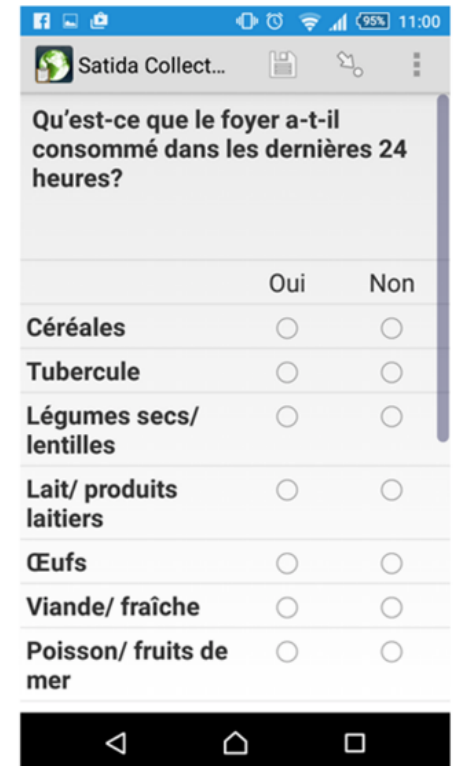 95% 11:00
Satida Collect...
Qu'est-ce que le foyer a-t-il
consommé dans les dernières 24
heures?
Oui Non
Céréales
Tubercule
Légumes secs/
lentilles
Lait/ produits
laitiers
Œufs
Viande/ fraîche
Poisson/ fruits de
mer